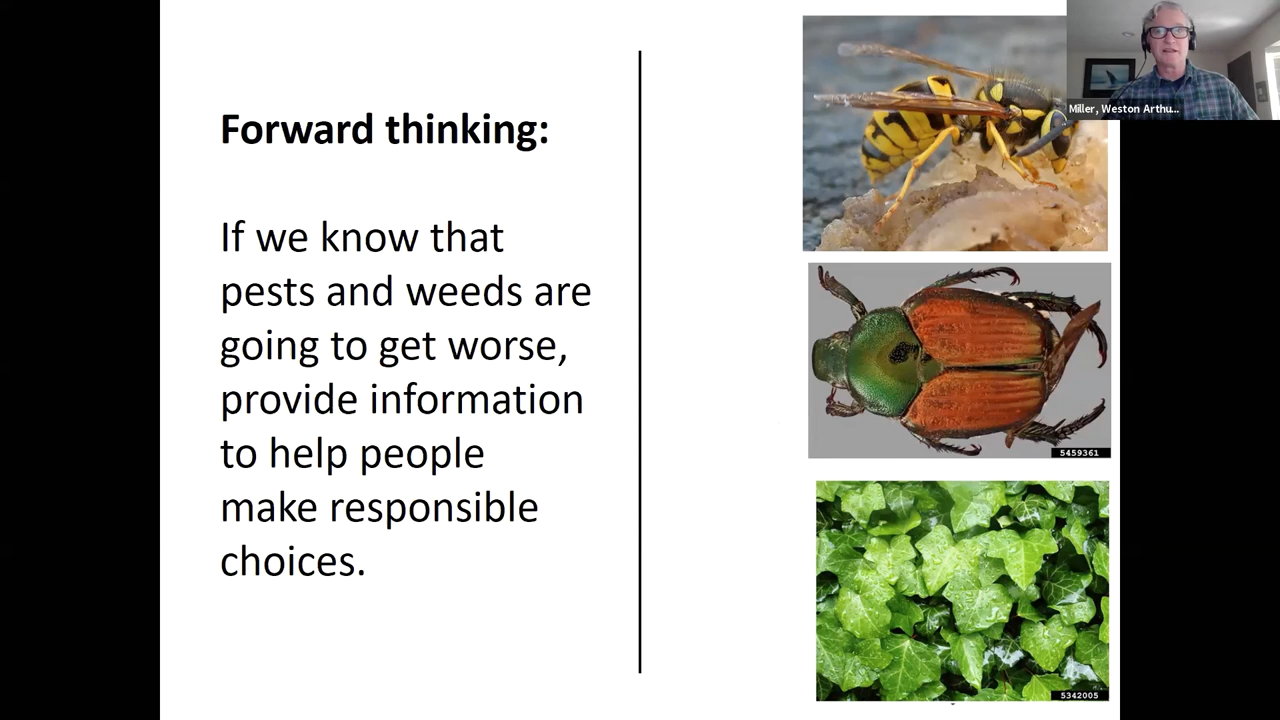 Forward thinking:
If we know that
pests and weeds are
going to get worse,
provide information
to help people
make responsible
choices.
Miller, Weston Arthu...
5459361
5342005